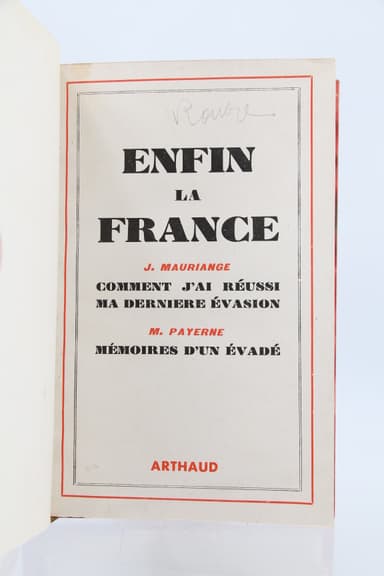 ENFIN
LA
FRANCE
J. MAURIANGE
COMMENT J'AI RÉUSSI
MA DERNIERE ÉVASION
M. PAYERNE
MÉMOIRES D'UN ÉVADÉ
ARTHAUD